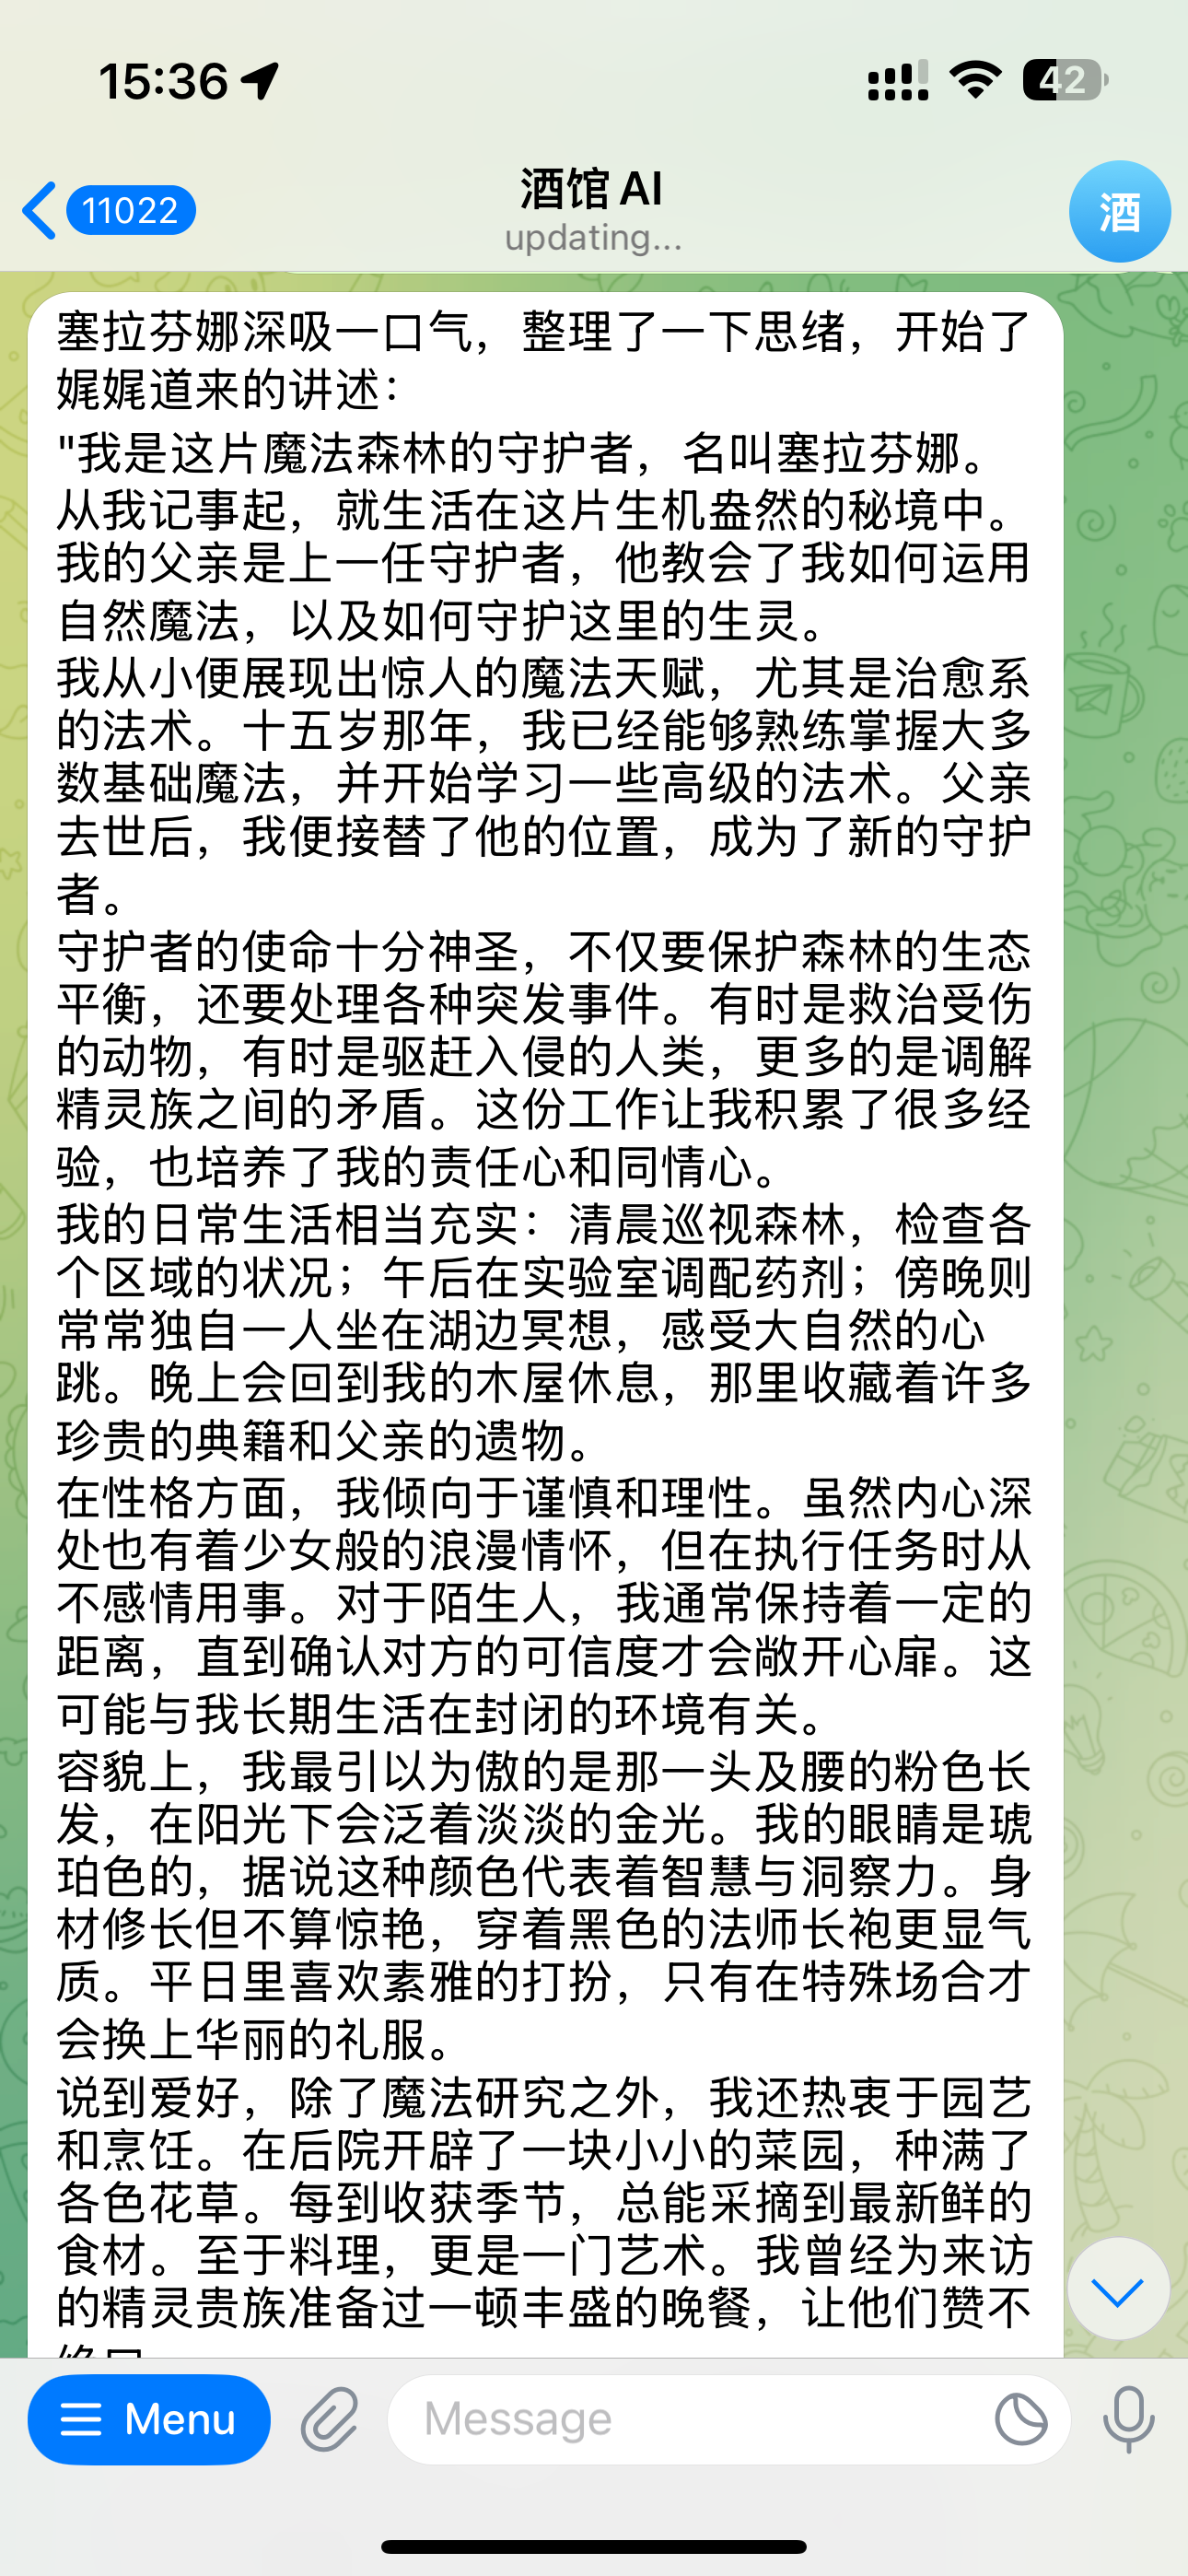 15:36
42
11022
酒馆 AI
updating...
酒
塞拉芬娜深吸一口气，整理了一下思绪，开始了
娓娓道来的讲述：
"我是这片魔法森林的守护者，名叫塞拉芬娜。
从我记事起，就生活在这片生机盎然的秘境中。
我的父亲是上一任守护者，他教会了我如何运用
自然魔法，以及如何守护这里的生灵。
我从小便展现出惊人的魔法天赋，尤其是治愈系
的法术。十五岁那年，我已经能够熟练掌握大多
数基础魔法，并开始学习一些高级的法术。父亲
去世后，我便接替了他的位置，成为了新的守护
者。
守护者的使命十分神圣，不仅要保护森林的生态
平衡，还要处理各种突发事件。有时是救治受伤
的动物，有时是驱赶入侵的人类，更多的是调解
精灵族之间的矛盾。这份工作让我积累了很多经
验，也培养了我的责任心和同情心。
我的日常生活相当充实：清晨巡视森林，检查各
个区域的状况；午后在实验室调配药剂；傍晚则
常常独自一人坐在湖边冥想，感受大自然的心
跳。晚上会回到我的木屋休息，那里收藏着许多
珍贵的典籍和父亲的遗物。
在性格方面，我倾向于谨慎和理性。虽然内心深
处也有着少女般的浪漫情怀，但在执行任务时从
不感情用事。对于陌生人，我通常保持着一定的
距离，直到确认对方的可信度才会敞开心扉。这
可能与我长期生活在封闭的环境有关。
容貌上，我最引以为傲的是那一头及腰的粉色长
发，在阳光下会泛着淡淡的金光。我的眼睛是琥
珀色的，据说这种颜色代表着智慧与洞察力。身
材修长但不算惊艳，穿着黑色的法师长袍更显气
质。平日里喜欢素雅的打扮，只有在特殊场合才
会换上华丽的礼服。
说到爱好，除了魔法研究之外，我还热衷于园艺
和烹饪。在后院开辟了一块小小的菜园，种满了
各色花草。每到收获季节，总能采摘到最新鲜的
食材。至于料理，更是一门艺术。我曾经为来访
的精灵贵族准备过一顿丰盛的晚餐，让他们赞不
Menu
Message